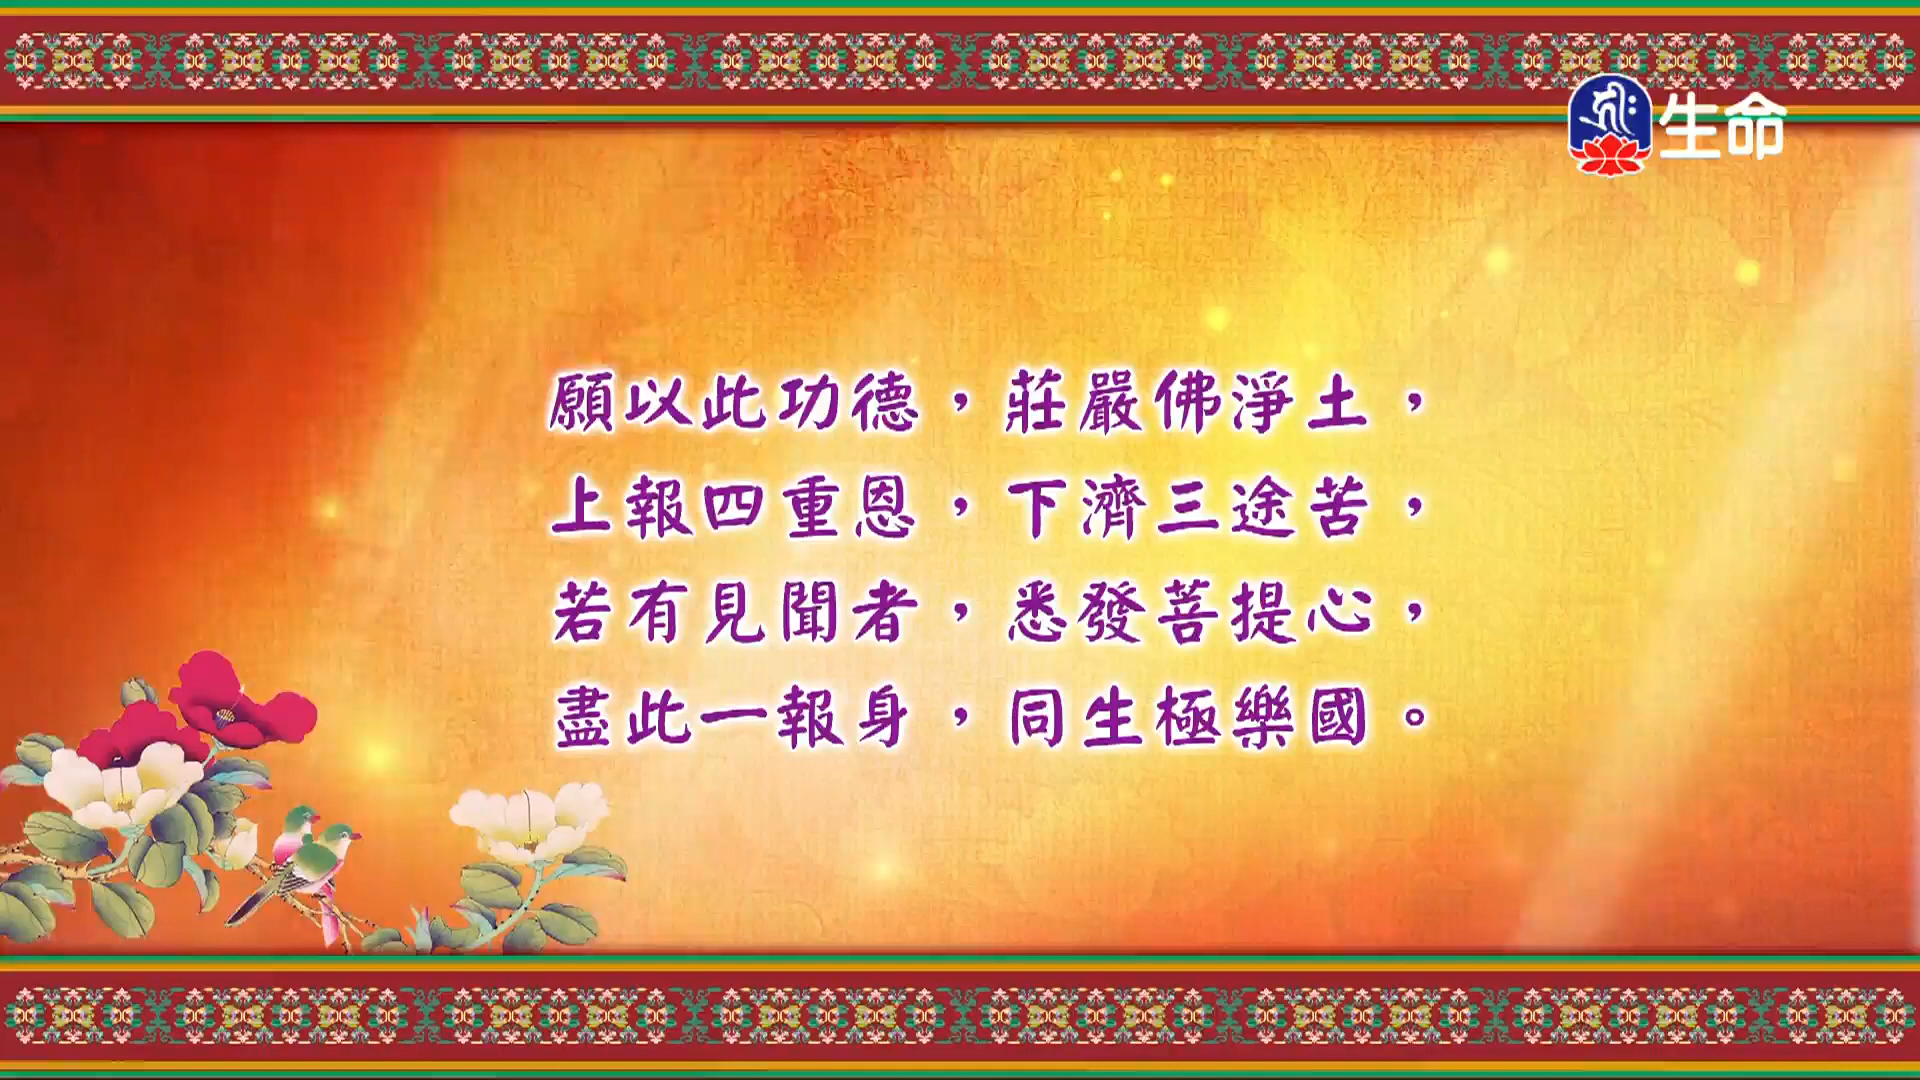 生命
願以此功德，莊嚴佛淨土，
上報四重恩，下濟三途苦，
若有見聞者，悉發菩提心，
盡此一報身，同生極樂國。